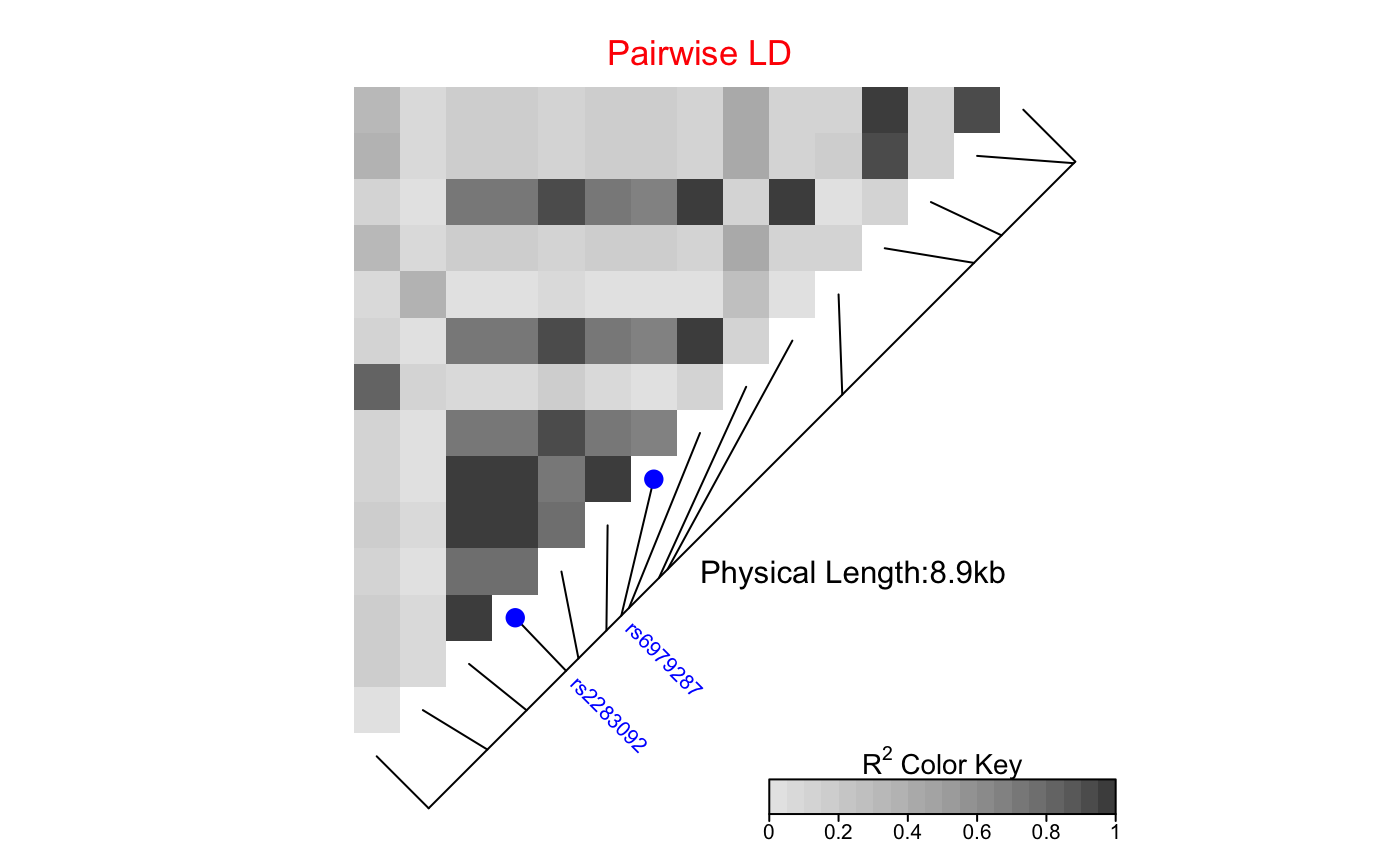 Pairwise LD
Physical Length:8.9kb
rs6979287
rs2283092
R² Color Key
0 0.2 0.4 0.6 0.8 1